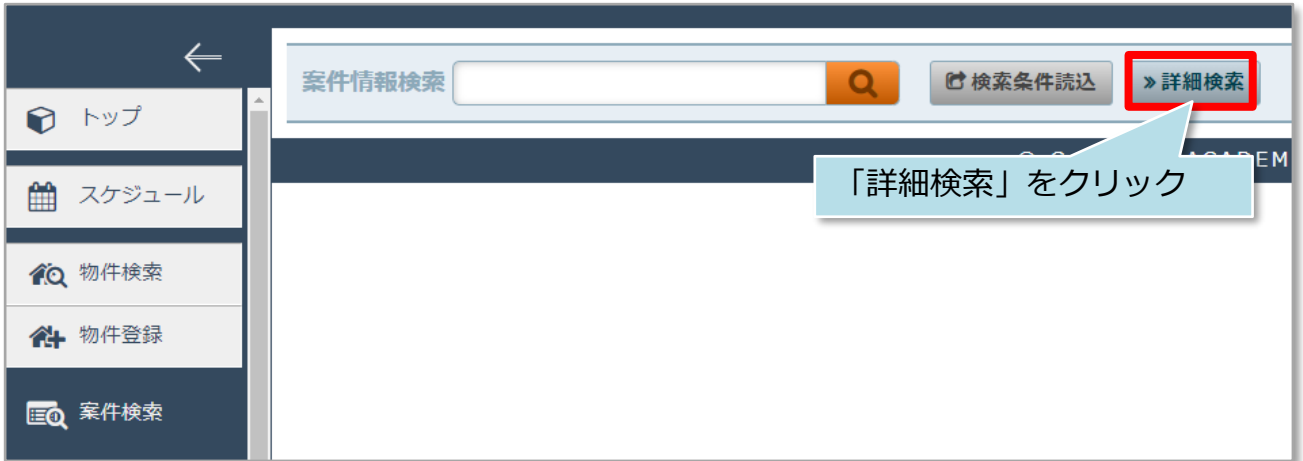 案件情報検索
検索条件読込
» 詳細検索
トップ
スケジュール
「詳細検索」をクリック
物件検索
物件登録
案件検索